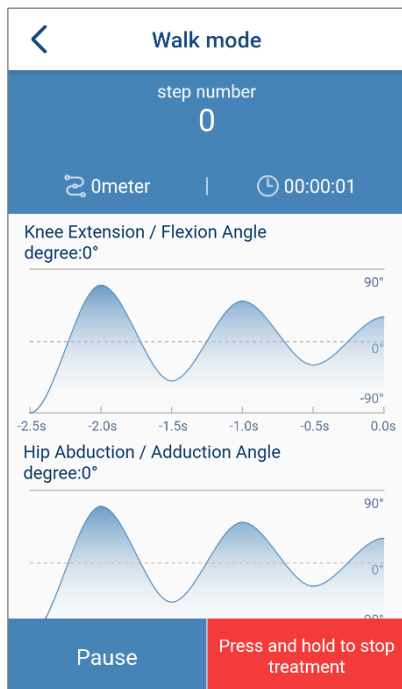 Walk mode
step number
0
0meter | 00:00:01
Knee Extension / Flexion Angle
degree:0°
90°
0°
-90°
-2.5s -2.0s -1.5s -1.0s -0.5s 0.0s
Hip Abduction / Adduction Angle
degree:0°
90°
0°
Pause
Press and hold to stop
treatment